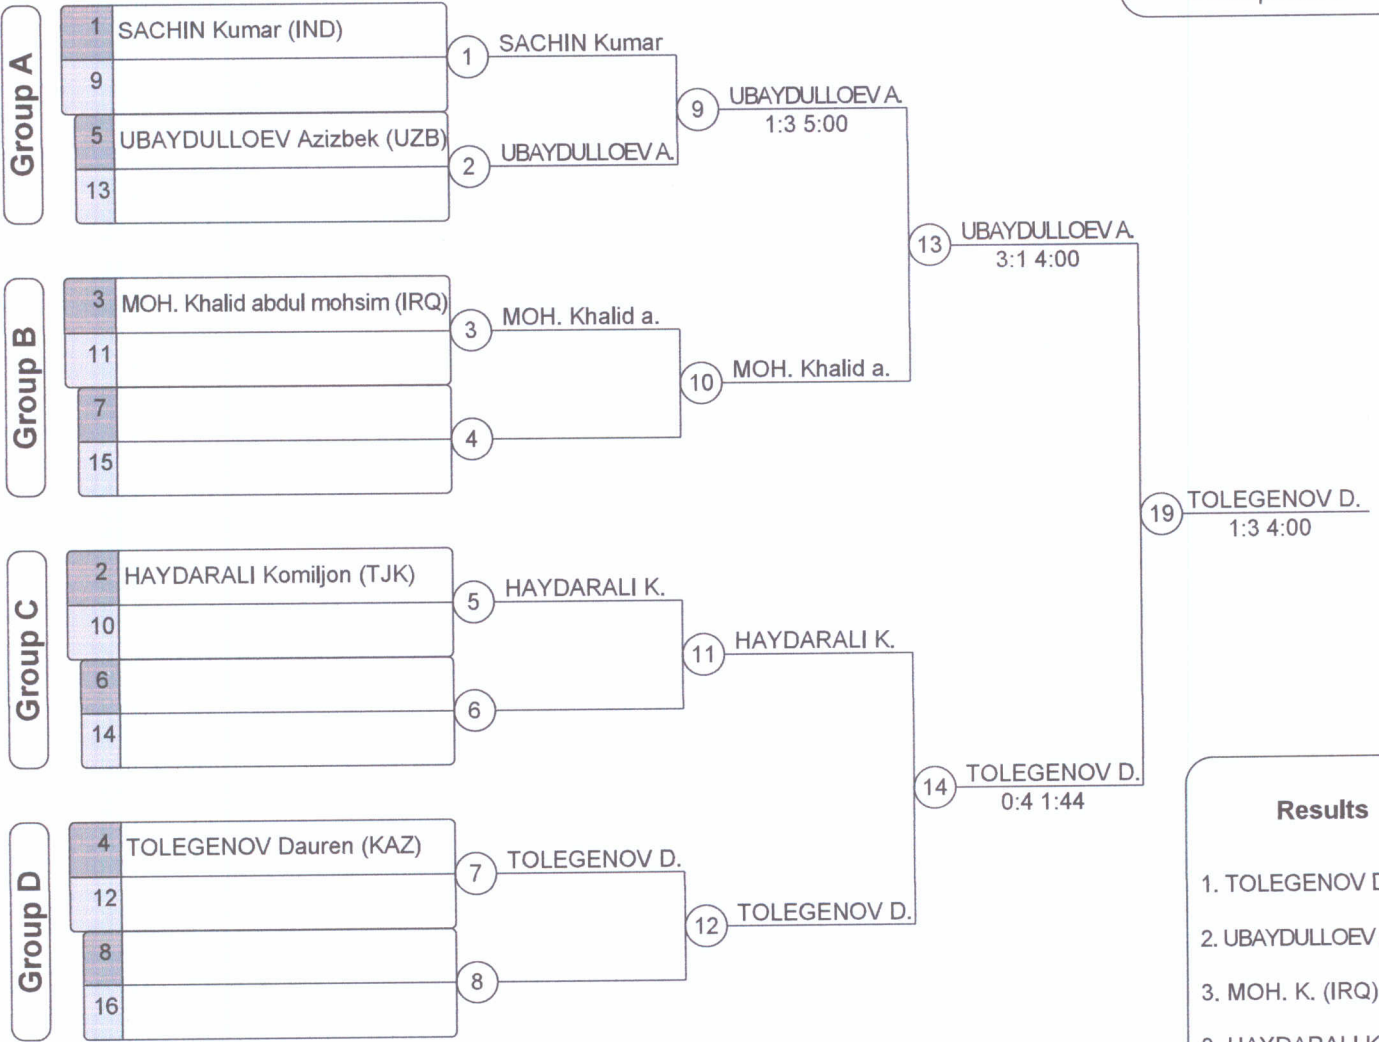 Group A
1 SACHIN Kumar (IND)
9
5 UBAYDULLOEV Azizbek (UZB)
13
1 SACHIN Kumar
2 UBAYDULLOEV A.
9 UBAYDULLOEV A.
1:3 5:00
Group B
3 MOH. Khalid abdul mohsim (IRQ)
11
7
15
3 MOH. Khalid a.
4
10 MOH. Khalid a.
13 UBAYDULLOEV A.
3:1 4:00
Group C
2 HAYDARALI Komiljon (TJK)
10
6
14
5 HAYDARALI K.
6
11 HAYDARALI K.
Group D
4 TOLEGENOV Dauren (KAZ)
12
8
16
7 TOLEGENOV D.
8
12 TOLEGENOV D.
14 TOLEGENOV D.
0:4 1:44
19 TOLEGENOV D.
1:3 4:00
Results
1. TOLEGENOV D
2. UBAYDULLOEV
3. MOH. K. (IRQ)